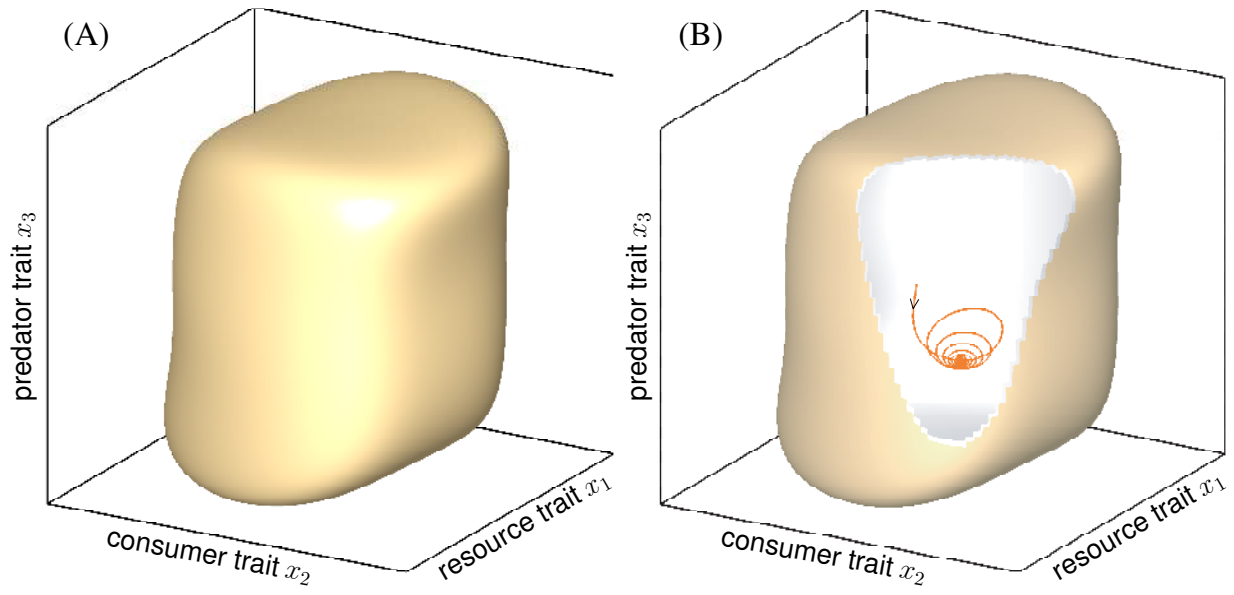 (A)
predator trait x₃
consumer trait x₂
resource trait x₁
(B)
predator trait x₃
consumer trait x₂
resource trait x₁